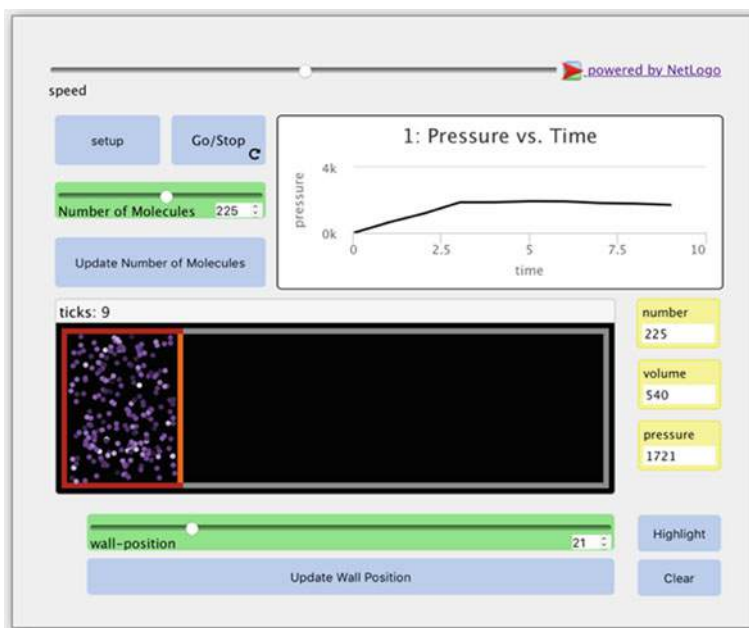 speed
powered by NetLogo
setup
Go/Stop
1: Pressure vs. Time
4k
pressure
0k
0 2.5 5 7.5 10
time
Number of Molecules 225
Update Number of Molecules
ticks: 9
number
225
volume
540
pressure
1721
wall-position 21
Highlight
Update Wall Position
Clear